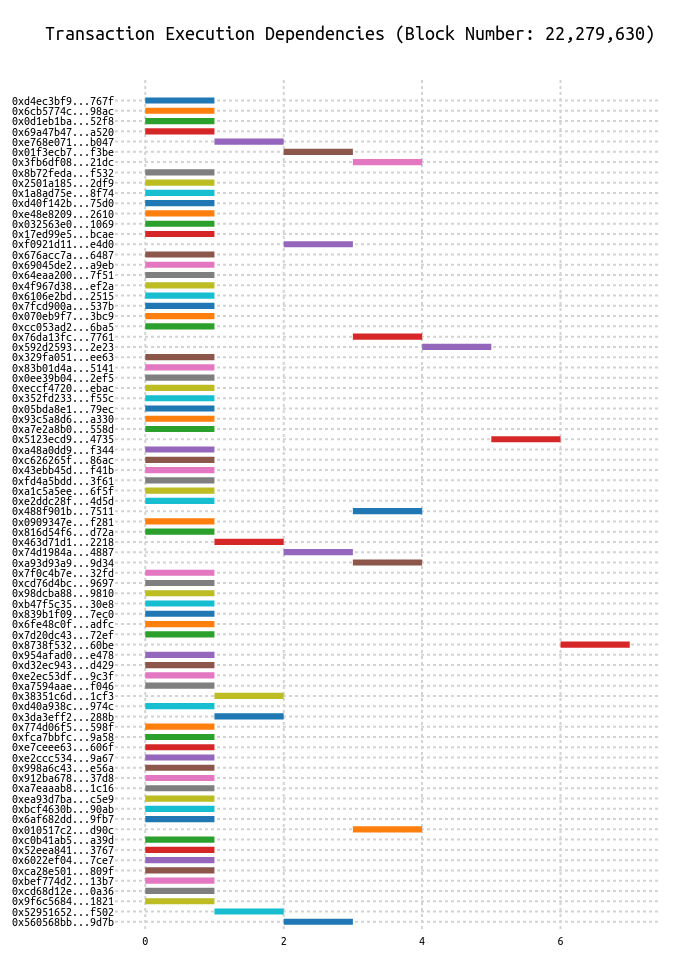 Transaction Execution Dependencies (Block Number: 22,279,630)
0xd4ec3bf9...767f
0x6cb5774c...98ac
0x0d1eb1ba...52f8
0x69a47b47...a520
0xe768e071...b047
0x01f3ecb7...f3be
0x3fb6df08...21dc
0x8b72feda...f532
0x2501a185...2df9
0x1a8ad75e...8f74
0xd40f142b...75d0
0xe48e8209...2610
0x032563e0...1069
0x17ed99e5...bcae
0xf0921d11...e4d0
0x676acc7a...6487
0x69045de2...a9eb
0x64eaa200...7f51
0x4f967d38...ef2a
0x6106e2bd...2515
0x7fcd900a...537b
0x070eb9f7...3bc9
0xcc053ad2...6ba5
0x76da13fc...7761
0x592d2593...2e23
0x329fa051...ee63
0x83b01d4a...5141
0x0ee39b04...2ef5
0xeccf4720...ebac
0x352fd233...f55c
0x05bda8e1...79ec
0x93c5a8d6...a330
0xa7e2a8b0...558d
0x5123ecd9...4735
0xa48a0dd9...f344
0xc626265f...86ac
0x43ebb45d...f41b
0xfd4a5bdd...3f61
0xa1c5a5ee...6f5f
0xe2ddc28f...4d5d
0x488f901b...7511
0x0909347e...f281
0x816d54f6...d72a
0x463d71d1...2218
0x74d1984a...4887
0xa93d93a9...9d34
0x7f0c4b7e...32fd
0xcd76d4bc...9697
0x98dcba88...9810
0xb47f5c35...30e8
0x839b1f09...7ec0
0x6fe48c0f...adfc
0x7d20dc43...72ef
0x8738f532...60be
0x954afad0...e478
0xd32ec943...d429
0xe2ec53df...9c3f
0xa7594aae...f046
0x38351c6d...1cf3
0xd40a938c...974c
0x3da3eff2...288b
0x774d06f5...598f
0xfca7bbfc...9a58
0xe7ceee63...606f
0xe2ccc534...9a67
0x998a6c43...e56a
0x912ba678...37d8
0xa7eaaab8...1c16
0xea93d7ba...c5e9
0xbcf4630b...90ab
0x6af682dd...9fb7
0x010517c2...d90c
0xc0b41ab5...a39d
0x52eea841...3767
0x6022ef04...7ce7
0xca28e501...809f
0xbef774d2...13b7
0xcd68d12e...0a36
0x9f6c5684...1821
0x52951652...f502
0x560568bb...9d7b
0 2 4 6